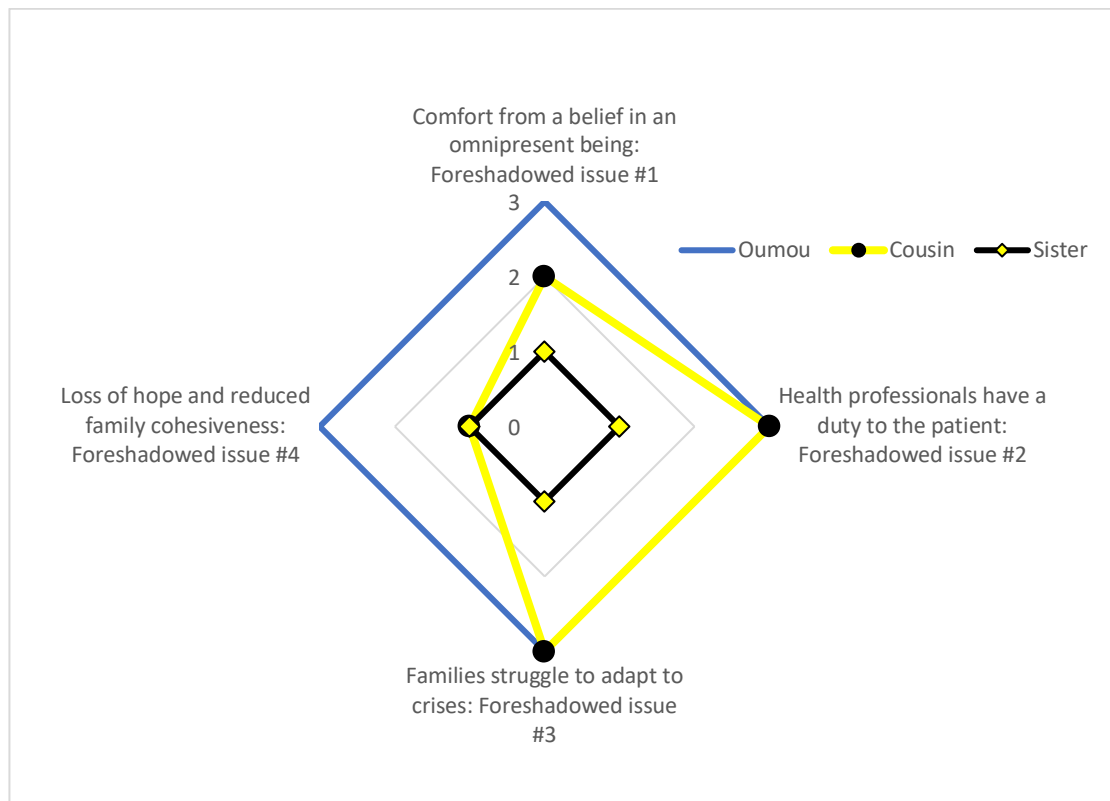 Comfort from a belief in an
omnipresent being:
Foreshadowed issue #1
3
Oumou
Cousin
Sister
2
1
Loss of hope and reduced
family cohesiveness:
Foreshadowed issue #4
0
Health professionals have a
duty to the patient:
Foreshadowed issue #2
Families struggle to adapt to
crises: Foreshadowed issue
#3